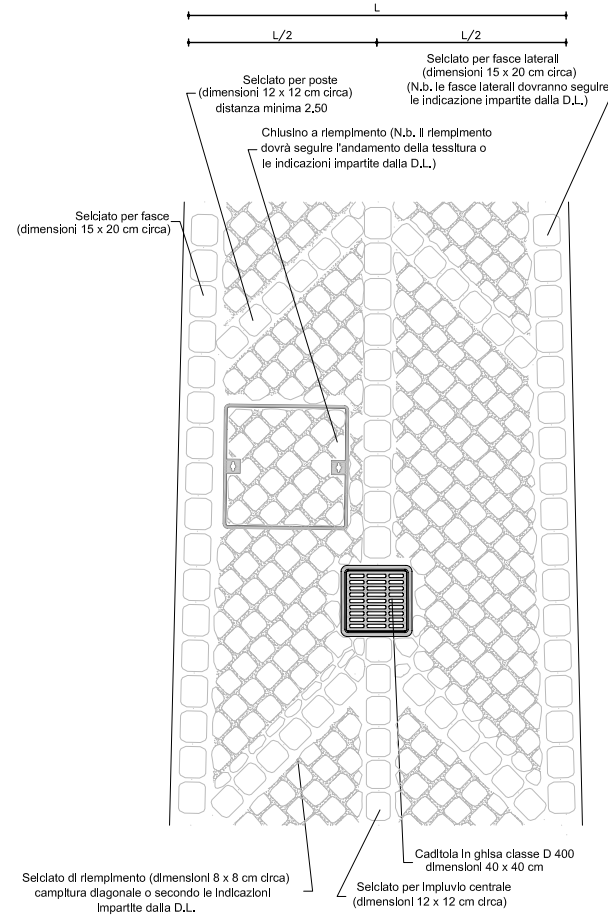 L
L/2
L/2
Selciato per poste
(dimensioni 12 x 12 cm circa)
distanza minima 2.50
Selciato per fasce laterali
(dimensioni 15 x 20 cm circa)
(N.b. le fasce laterali dovranno seguire
le indicazione impartite dalla D.L.)
Chiusino a riempimento (N.b. il riempimento
dovrà seguire l'andamento della tessitura o
le indicazioni impartite dalla D.L.)
Selciato per fasce
(dimensioni 15 x 20 cm circa)
Caditoia in ghisa classe D 400
dimensioni 40 x 40 cm
Selciato di riempimento (dimensioni 8 x 8 cm circa)
campitura diagonale o secondo le indicazioni
impartite dalla D.L.
Selciato per impluvio centrale
(dimensioni 12 x 12 cm circa)